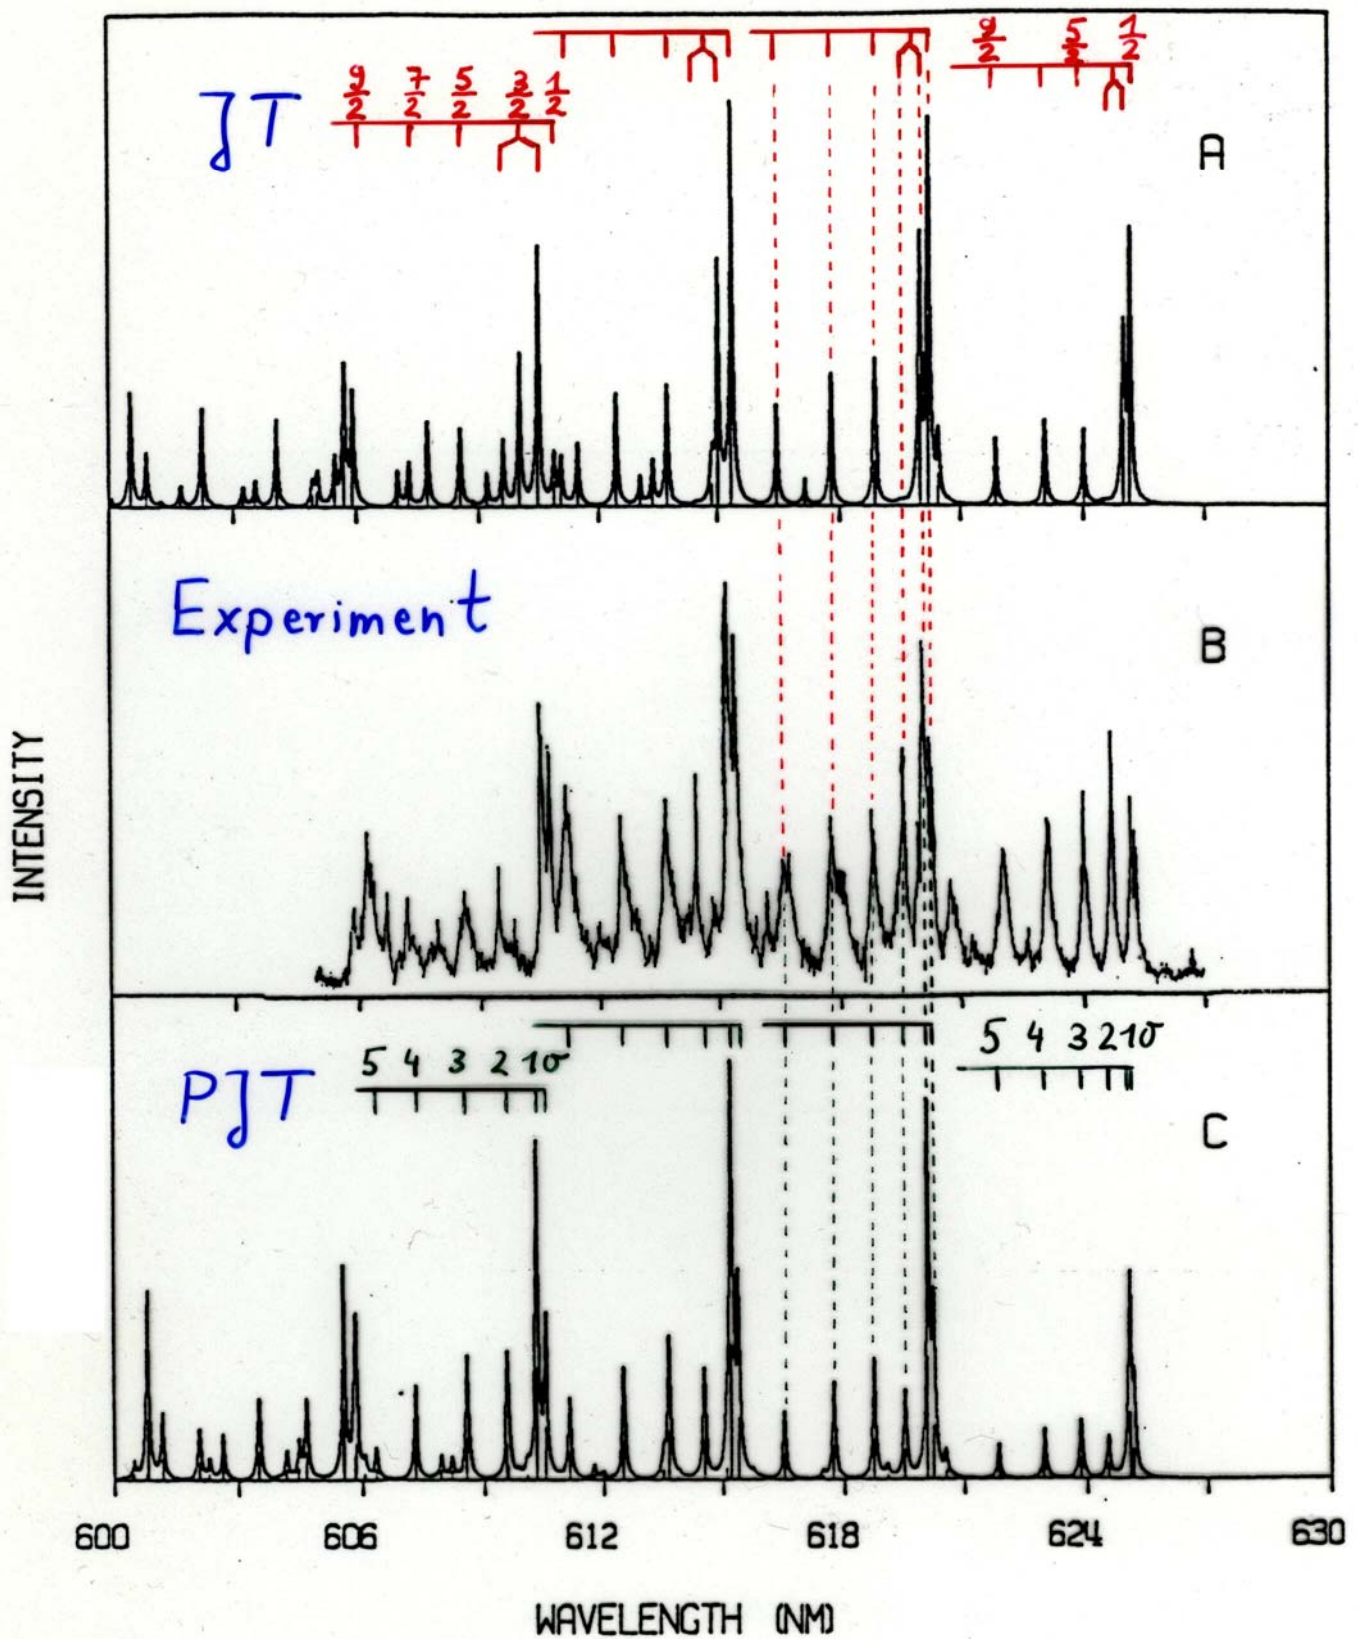 9/2 5/2 1/2
JT 9/2 7/2 5/2 3/2 1/2
A
Experiment
B
INTENSITY
5 4 3 2 1 0
5 4 3 2 1 0
PJT
C
600 606 612 618 624 630
WAVELENGTH (NM)